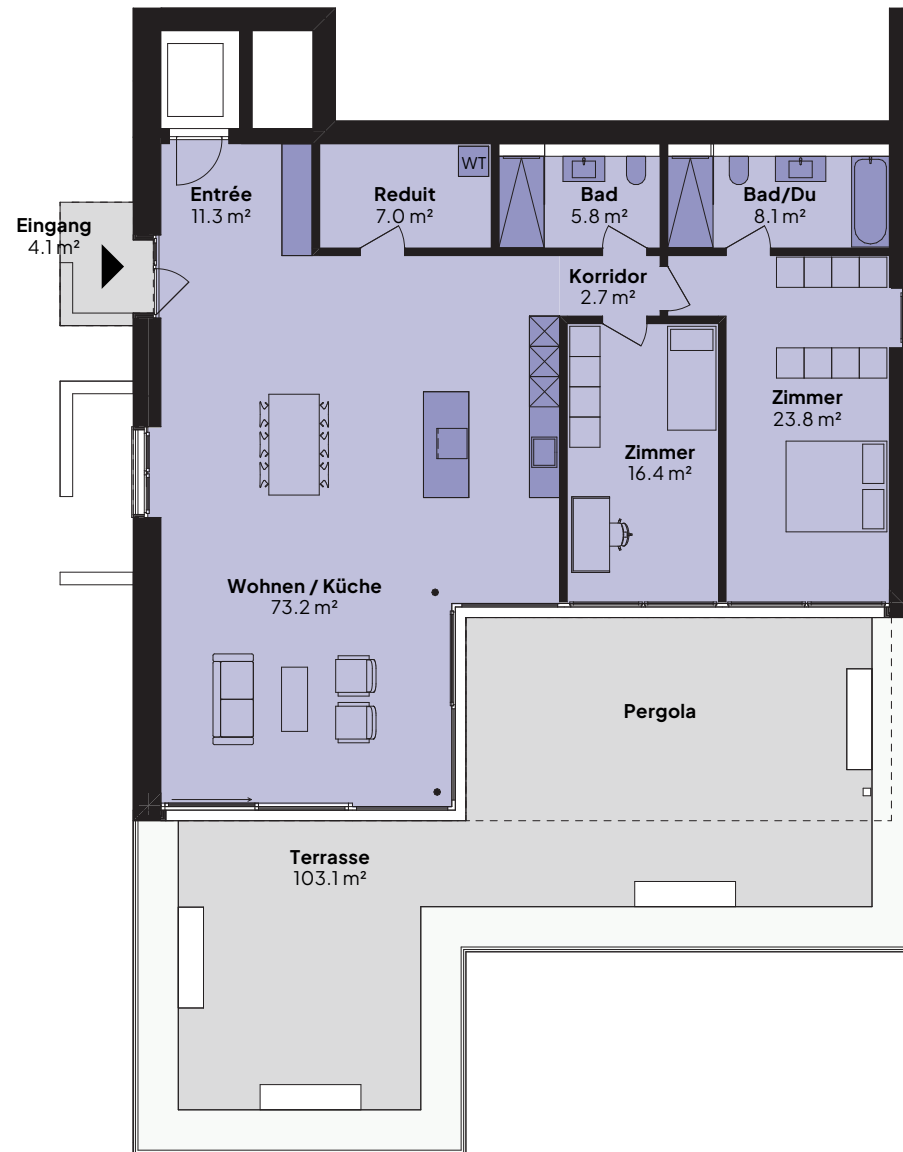 Entrée
11.3 m²
Reduit
7.0 m²
WT
Bad
5.8 m²
Bad/Du
8.1 m²
Eingang
4.1 m²
Korridor
2.7 m²
Zimmer
23.8 m²
Zimmer
16.4 m²
Wohnen / Küche
73.2 m²
Pergola
Terrasse
103.1 m²